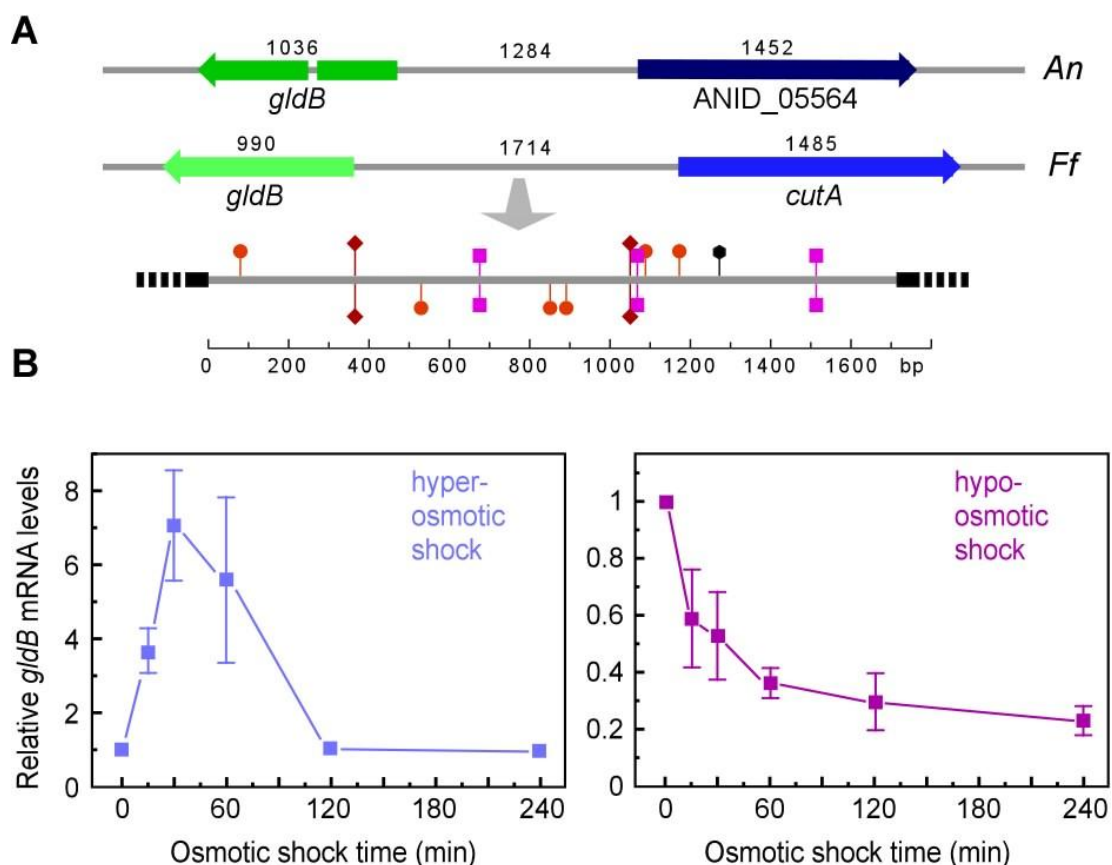 A
1036 1284 1452
An
gldB ANID_05564
990 1714 1485
Ff
gldB cutA
0 200 400 600 800 1000 1200 1400 1600 bp
B
Relative gldB mRNA levels
8
6
4
2
0
hyper-
osmotic
shock
0 60 120 180 240
Osmotic shock time (min)
1
0.8
0.6
0.4
0.2
0
hypo-
osmotic
shock
0 60 120 180 240
Osmotic shock time (min)